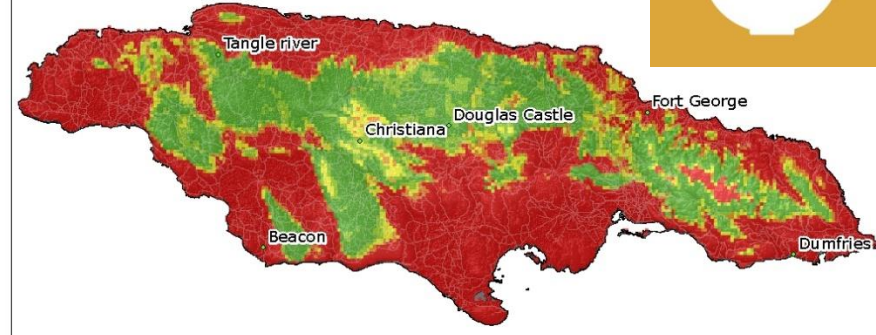 Tangle river
Fort George
Douglas Castle
Christiana
Beacon
Dumfries